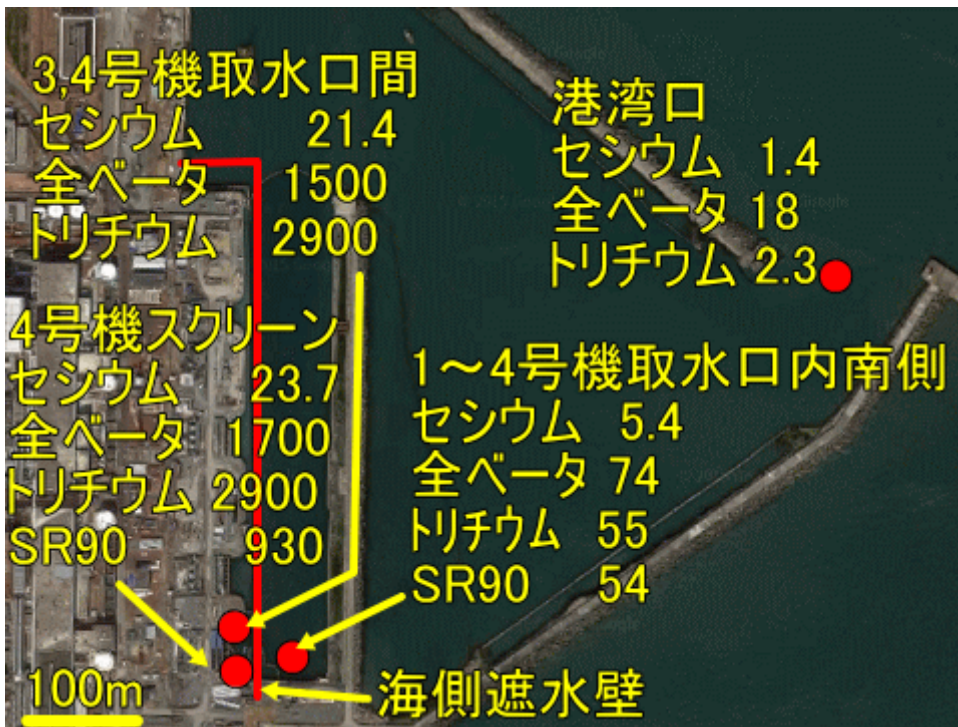 3,4号機取水口間
セシウム 21.4
全ベータ 1500
トリチウム 2900
港湾口
セシウム 1.4
全ベータ 18
トリチウム 2.3
4号機スクリーン
セシウム 23.7
全ベータ 1700
トリチウム 2900
SR90 930
1～4号機取水口内南側
セシウム 5.4
全ベータ 74
トリチウム 55
SR90 54
100m
海側遮水壁